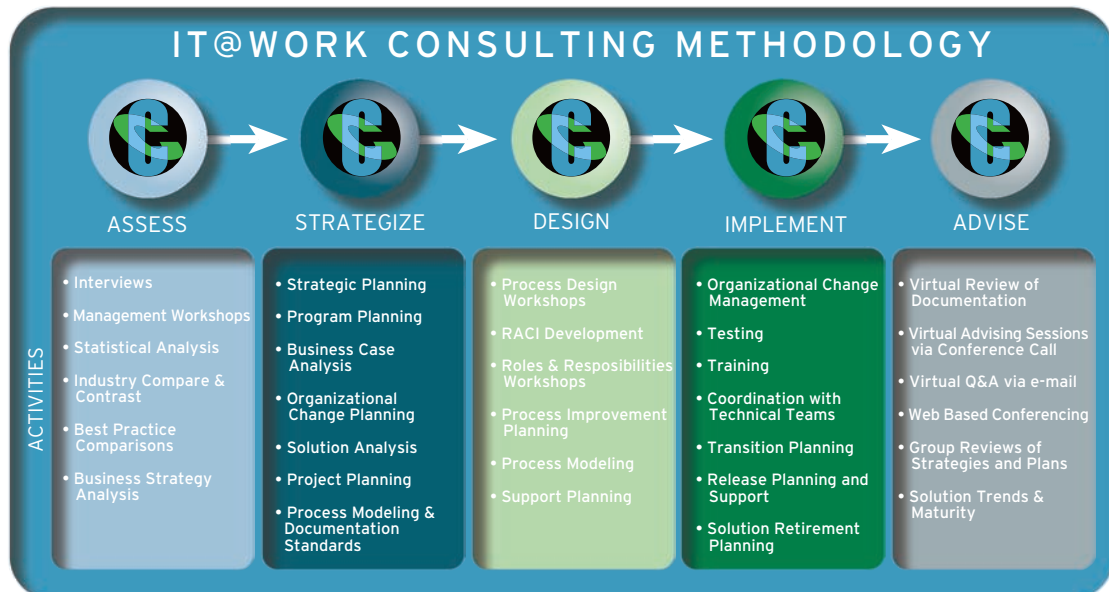 IT@WORK CONSULTING METHODOLOGY
ASSESS
STRATEGIZE
DESIGN
IMPLEMENT
ADVISE
ACTIVITIES
• Interviews
• Management Workshops
• Statistical Analysis
• Industry Compare &
Contrast
• Best Practice
Comparisons
• Business Strategy
Analysis
• Strategic Planning
• Program Planning
• Business Case
Analysis
• Organizational
Change Planning
• Solution Analysis
• Project Planning
• Process Modeling &
Documentation
Standards
• Process Design
Workshops
• RACI Development
• Roles & Resposibilities
Workshops
• Process Improvement
Planning
• Process Modeling
• Support Planning
• Organizational Change
Management
• Testing
• Training
• Coordination with
Technical Teams
• Transition Planning
• Release Planning and
Support
• Solution Retirement
Planning
• Virtual Review of
Documentation
• Virtual Advising Sessions
via Conference Call
• Virtual Q&A via e-mail
• Web Based Conferencing
• Group Reviews of
Strategies and Plans
• Solution Trends &
Maturity